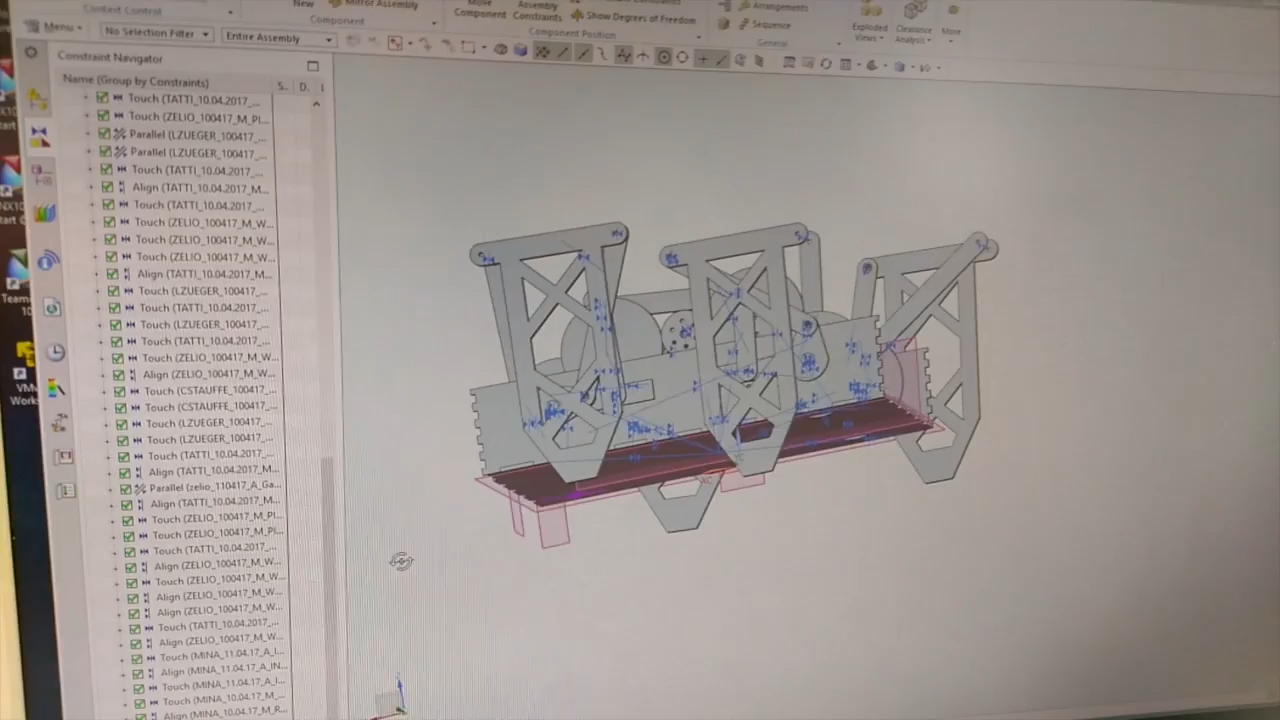 Context Control
New
Mirror Assembly
Component
Move
Component
Assembly
Constraints
Show Degrees of Freedom
Component Position
Arrangements
Sequence
General
Exploded
Views
Clearance
Analysis
More
Menu
No Selection Filter
Entire Assembly
Constraint Navigator
Name (Group by Constraints)
S..
D.
Touch (TATTI_10.04.2017_...
Touch (ZELIO_100417_M_PI...
Parallel (LZUEGER_100417_...
Parallel (LZUEGER_100417_...
Touch (TATTI_10.04.2017_...
Align (TATTI_10.04.2017_M...
Touch (TATTI_10.04.2017_...
Touch (ZELIO_100417_M_W...
Touch (ZELIO_100417_M_W...
Touch (ZELIO_100417_M_W...
Align (TATTI_10.04.2017_M...
Touch (LZUEGER_100417_...
Touch (TATTI_10.04.2017_...
Touch (LZUEGER_100417_...
Touch (TATTI_10.04.2017_...
Touch (ZELIO_100417_M_W...
Align (ZELIO_100417_M_W...
Touch (CSTAUFFE_100417_...
Touch (CSTAUFFE_100417_...
Touch (LZUEGER_100417_...
Touch (LZUEGER_100417_...
Touch (TATTI_10.04.2017_...
Align (TATTI_10.04.2017_M...
Parallel (zelio_110417_A_Ga...
Align (TATTI_10.04.2017_M...
Touch (ZELIO_100417_M_PI...
Touch (ZELIO_100417_M_PI...
Touch (TATTI_10.04.2017_...
Align (ZELIO_100417_M_W...
Touch (ZELIO_100417_M_W...
Align (ZELIO_100417_M_W...
Align (ZELIO_100417_M_W...
Touch (TATTI_10.04.2017_...
Align (ZELIO_100417_M_W...
Touch (MINA_11.04.17_A_I...
Align (MINA_11.04.17_A_IN...
Touch (MINA_11.04.17_A_I...
Touch (MINA_10.04.17_M_...
Align (MINA_10.04.17_M_R...